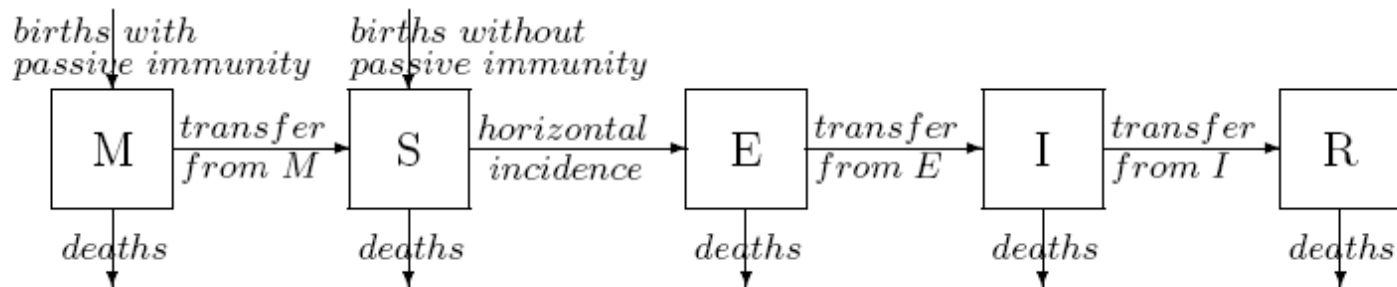 births with
passive immunity
births without
passive immunity
M
transfer
from M
S
horizontal
incidence
E
transfer
from E
I
transfer
from I
R
deaths
deaths
deaths
deaths
deaths